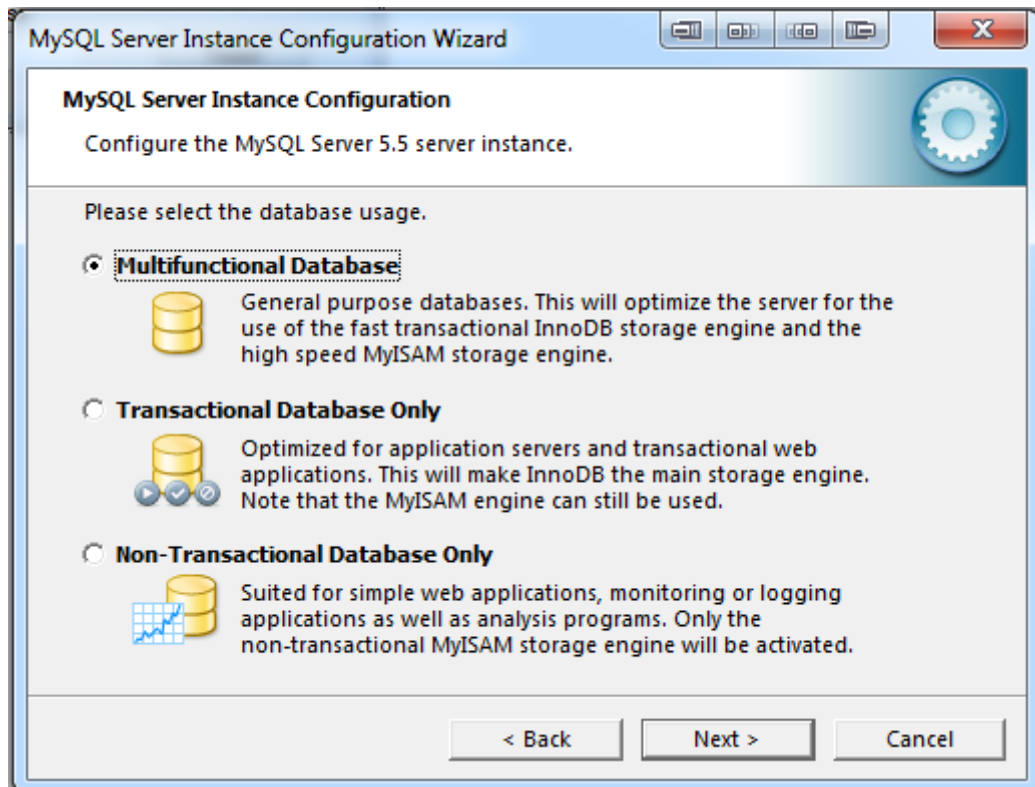 MySQL Server Instance Configuration Wizard
MySQL Server Instance Configuration
Configure the MySQL Server 5.5 server instance.
Please select the database usage.
Multifunctional Database
General purpose databases. This will optimize the server for the
use of the fast transactional InnoDB storage engine and the
high speed MyISAM storage engine.
Transactional Database Only
Optimized for application servers and transactional web
applications. This will make InnoDB the main storage engine.
Note that the MyISAM engine can still be used.
Non-Transactional Database Only
Suited for simple web applications, monitoring or logging
applications as well as analysis programs. Only the
non-transactional MyISAM storage engine will be activated.
< Back Next > Cancel